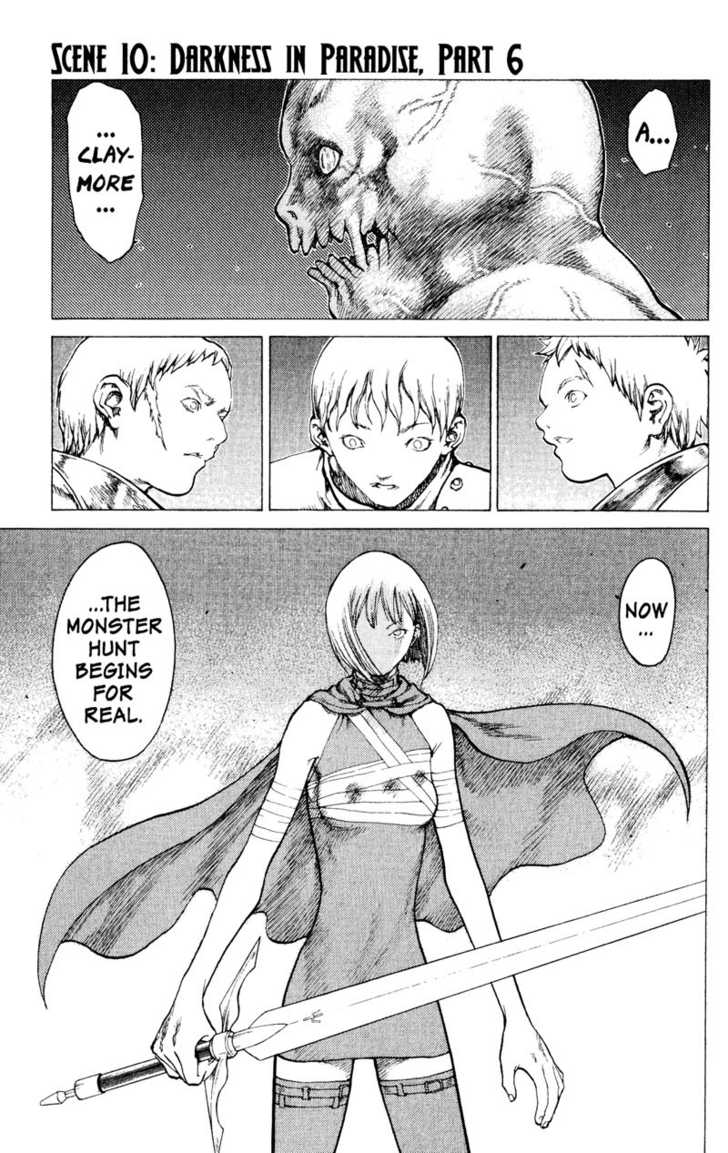 SCENE 10: DARKNESS IN PARADISE, PART 6
A...
...
CLAY-
MORE
...
NOW
...
...THE
MONSTER
HUNT
BEGINS
FOR
REAL.